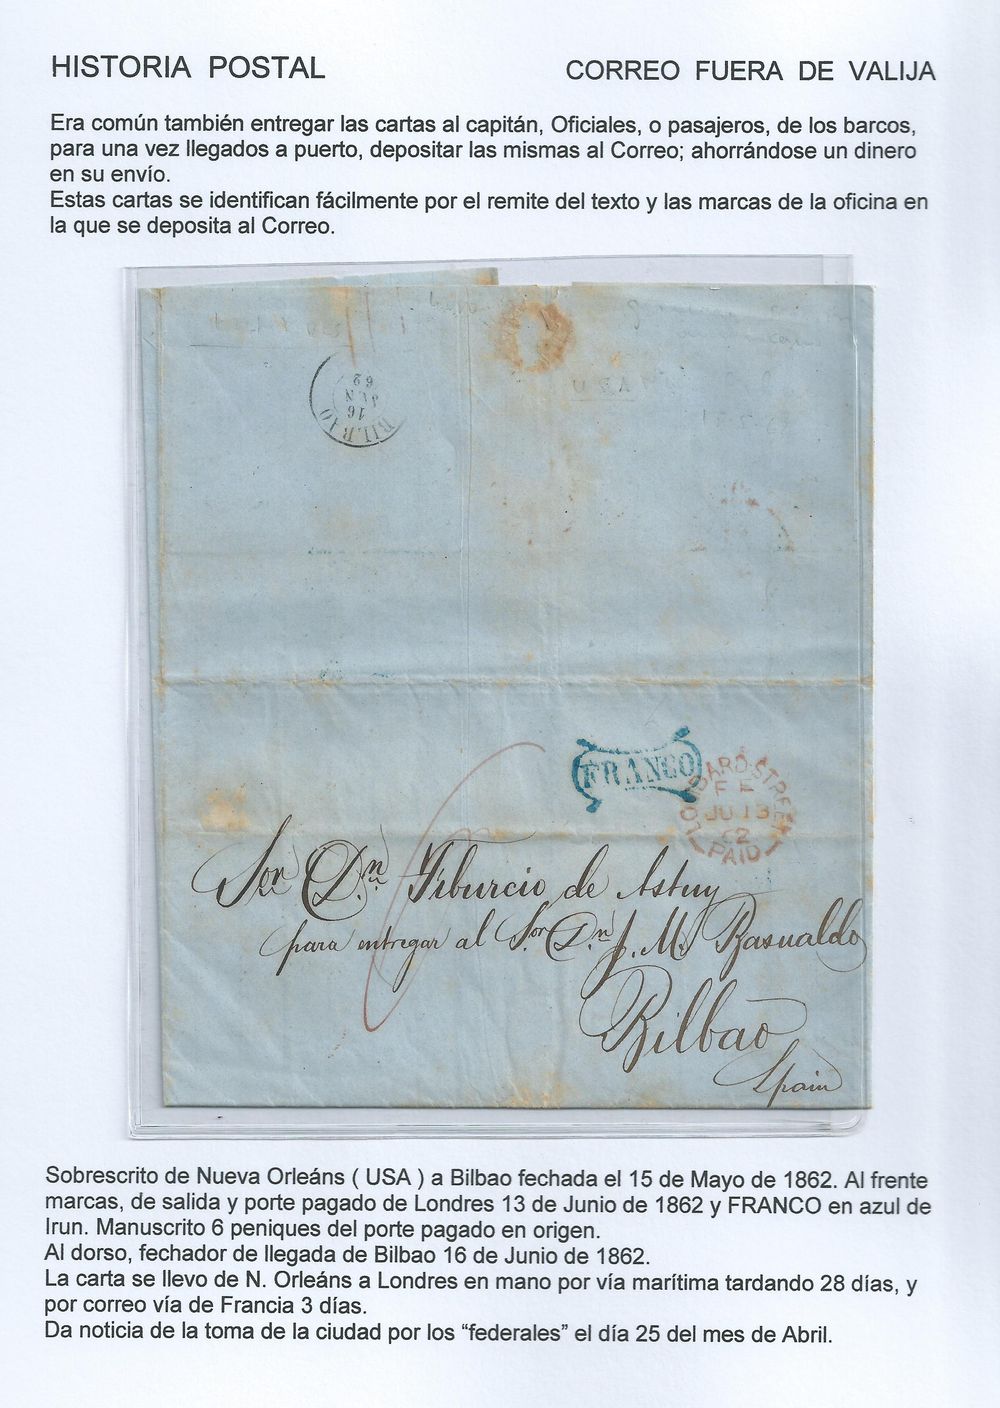 HISTORIA POSTAL
CORREO FUERA DE VALIJA
Era común también entregar las cartas al capitán, Oficiales, o pasajeros, de los barcos,
para una vez llegados a puerto, depositar las mismas al Correo; ahorrándose un dinero
en su envío.
Estas cartas se identifican fácilmente por el remite del texto y las marcas de la oficina en
la que se deposita al Correo.
BILBAO
16
JUN
62
USA
FRANCO
LOMBARD-STREET
F F
JU 13
62
PAID
6
Sor. Dn. Tiburcio de Astuy
para entregar al Sor Dn J. M. Basualdo
Bilbao
Spain
Sobrescrito de Nueva Orleáns ( USA ) a Bilbao fechada el 15 de Mayo de 1862. Al frente
marcas, de salida y porte pagado de Londres 13 de Junio de 1862 y FRANCO en azul de
Irun. Manuscrito 6 peniques del porte pagado en origen.
Al dorso, fechador de llegada de Bilbao 16 de Junio de 1862.
La carta se llevo de N. Orleáns a Londres en mano por vía marítima tardando 28 días, y
por correo vía de Francia 3 días.
Da noticia de la toma de la ciudad por los “federales” el día 25 del mes de Abril.